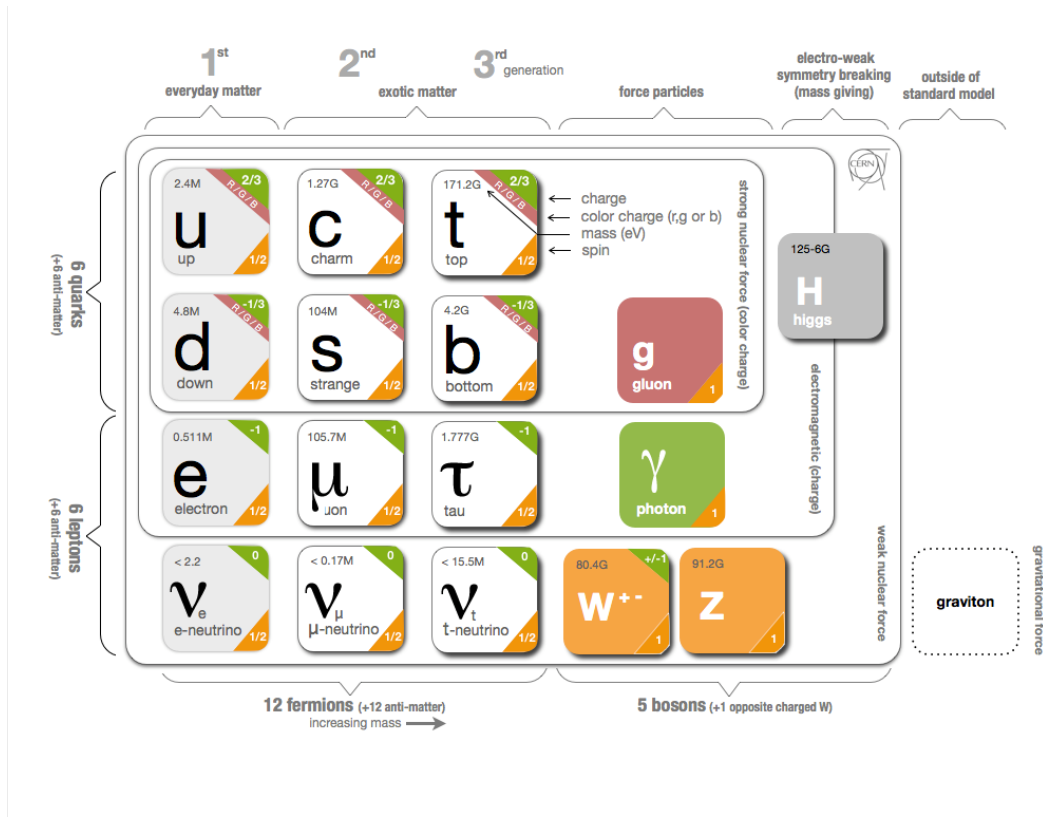 1st
2nd
3rd generation
everyday matter
exotic matter
force particles
electro-weak
symmetry breaking
(mass giving)
outside of
standard model
CERN
6 quarks
(+6 anti-matter)
2.4M
2/3
R/G/B
u
up
1/2
1.27G
2/3
R/G/B
c
charm
1/2
171.2G
2/3
R/G/B
t
top
1/2
charge
color charge (r,g or b)
mass (eV)
spin
strong nuclear force (color charge)
125-6G
H
higgs
4.8M
-1/3
R/G/B
d
down
1/2
104M
-1/3
R/G/B
s
strange
1/2
4.2G
-1/3
R/G/B
b
bottom
1/2
g
gluon
1
electromagnetic (charge)
6 leptons
(+6 anti-matter)
0.511M
-1
e
electron
1/2
105.7M
-1
μ
uon
1/2
1.777G
-1
τ
tau
1/2
γ
photon
1
weak nuclear force
< 2.2
0
νe
e-neutrino
1/2
< 0.17M
0
νμ
μ-neutrino
1/2
< 15.5M
0
νt
t-neutrino
1/2
80.4G
+/-1
W+-
1
91.2G
Z
1
graviton
gravitational force
12 fermions (+12 anti-matter)
increasing mass
5 bosons (+1 opposite charged W)